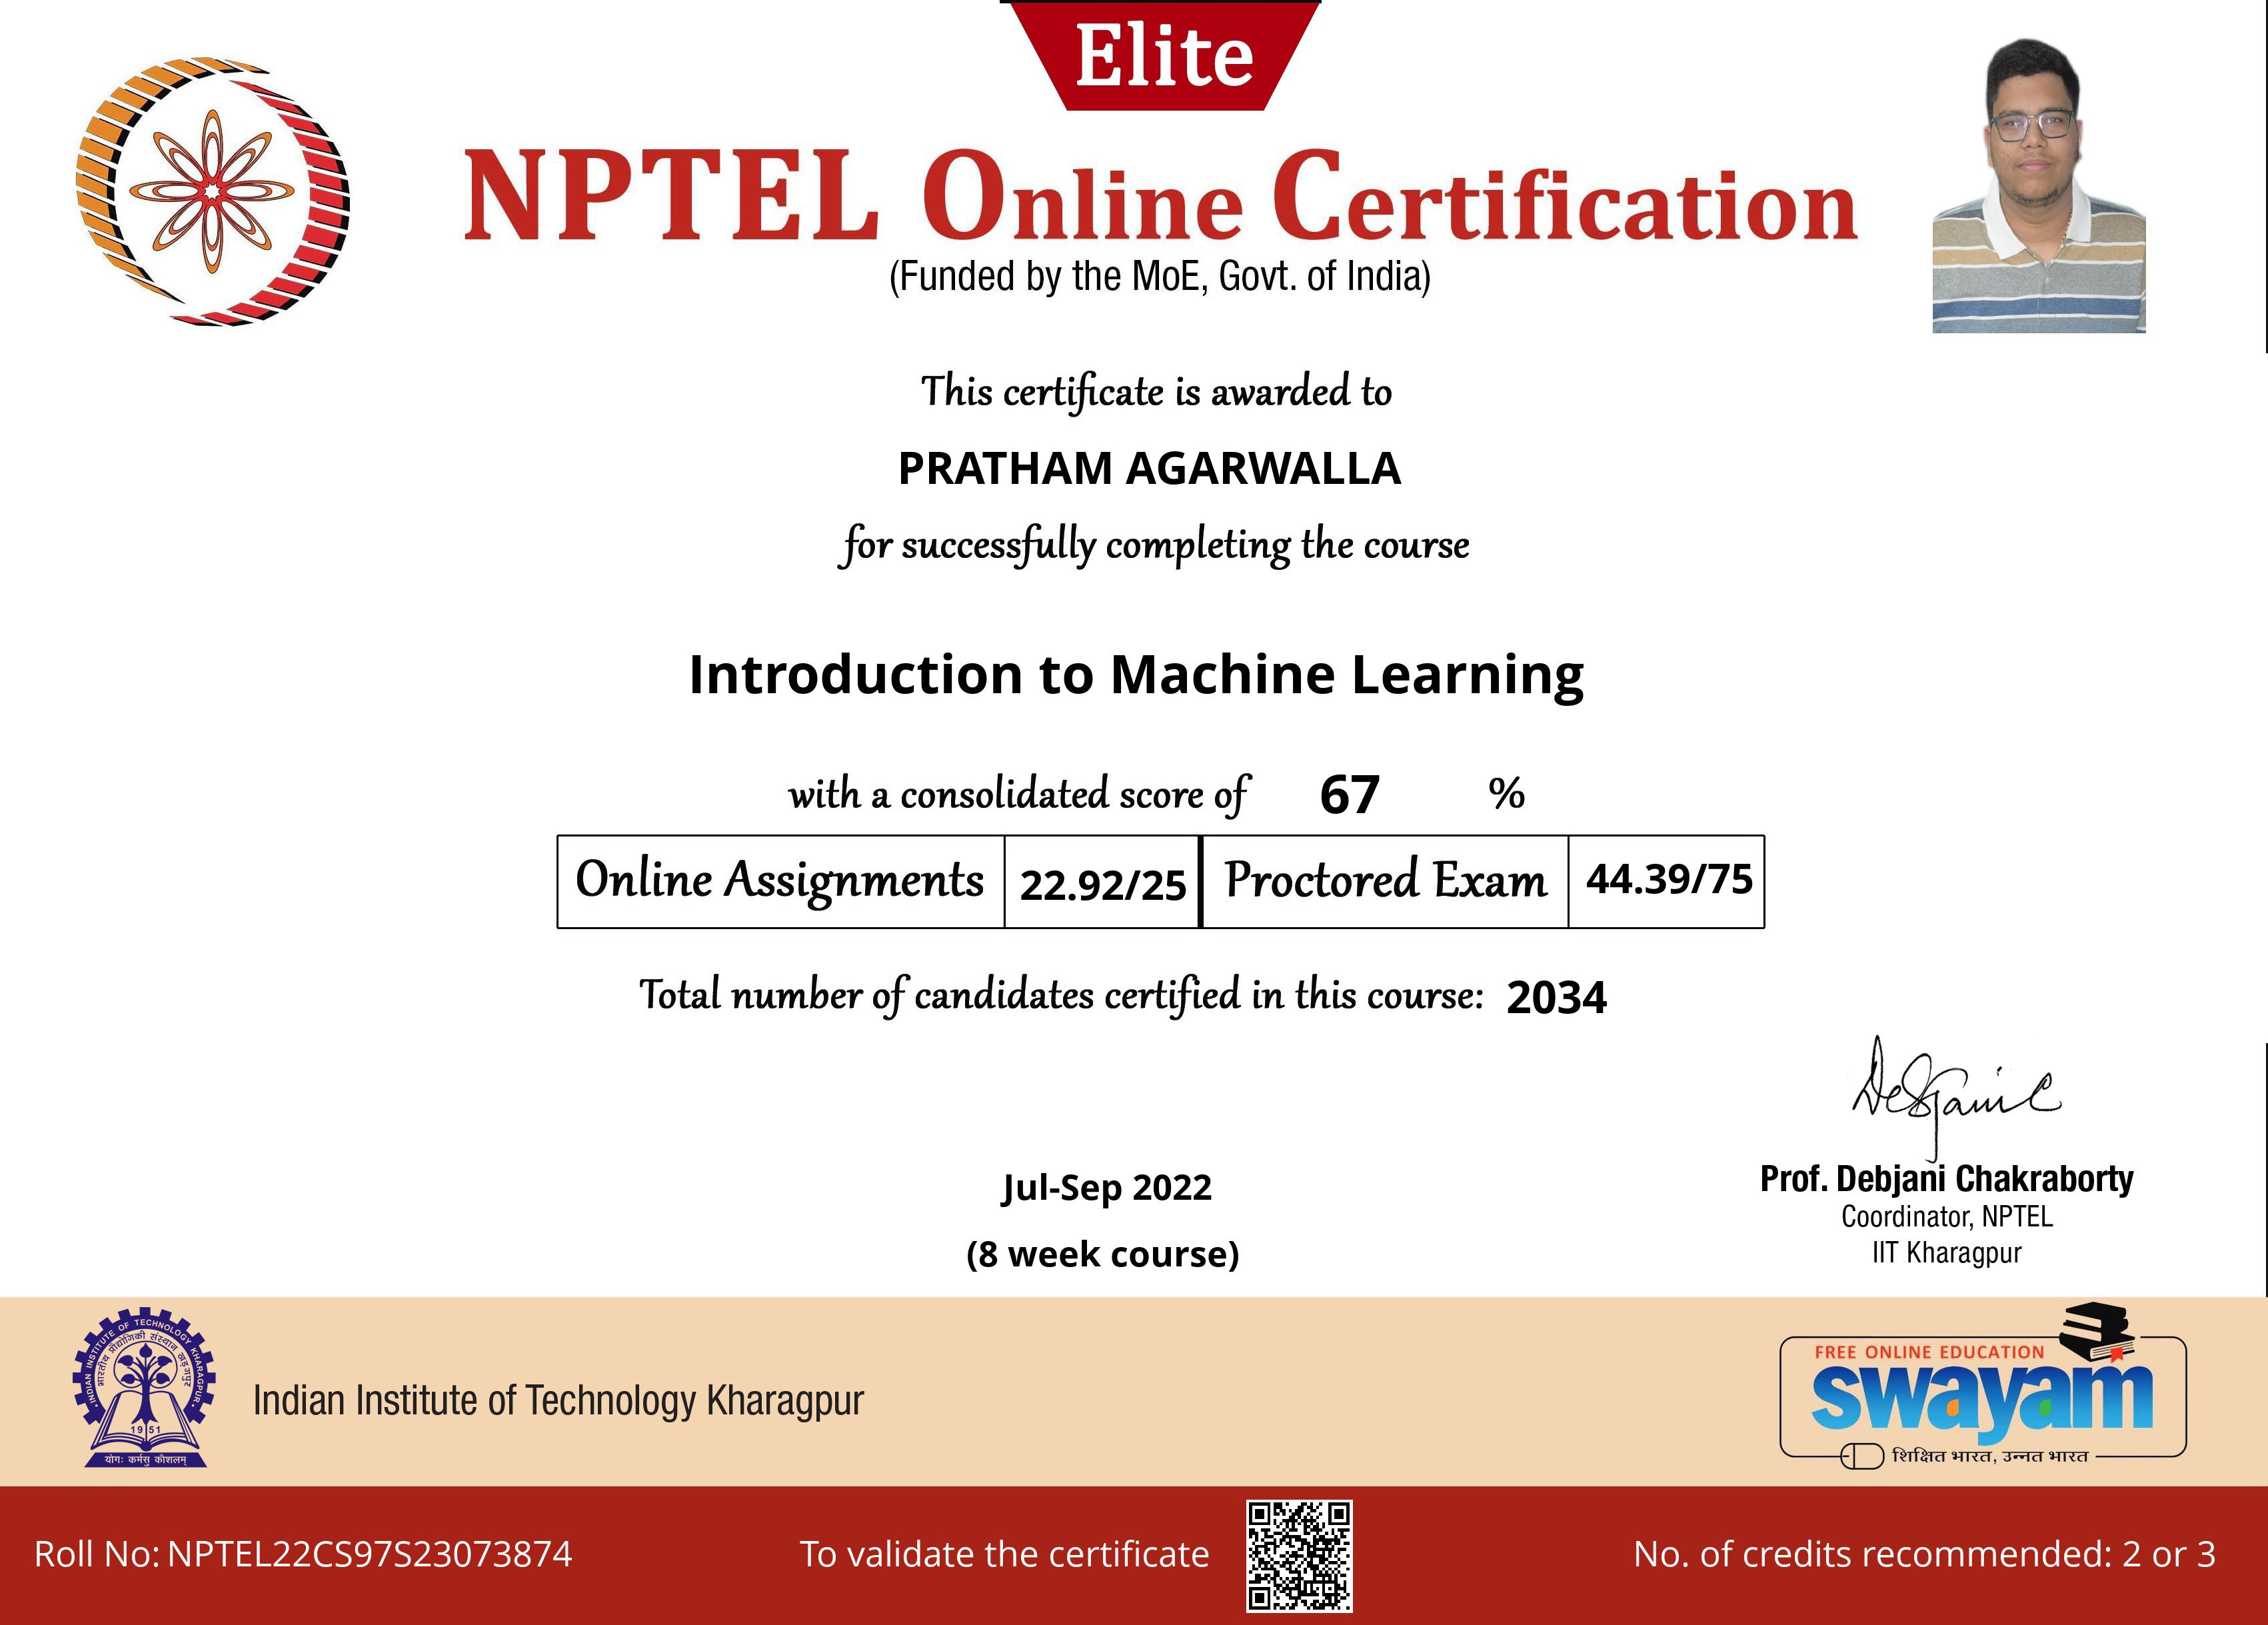 Elite
NPTEL Online Certification
(Funded by the MoE, Govt. of India)
This certificate is awarded to
PRATHAM AGARWALLA
for successfully completing the course
Introduction to Machine Learning
with a consolidated score of 67 %
Online Assignments 22.92/25 Proctored Exam 44.39/75
Total number of candidates certified in this course: 2034
Debjani C
Prof. Debjani Chakraborty
Coordinator, NPTEL
IIT Kharagpur
Jul-Sep 2022
(8 week course)
INDIAN INSTITUTE OF TECHNOLOGY KHARAGPUR
भारतीय प्रौद्योगिकी संस्थान खड़गपुर
1951
योगः कर्मसु कौशलम्
Indian Institute of Technology Kharagpur
FREE ONLINE EDUCATION
swayam
शिक्षित भारत, उन्नत भारत
Roll No: NPTEL22CS97S23073874
To validate the certificate
No. of credits recommended: 2 or 3